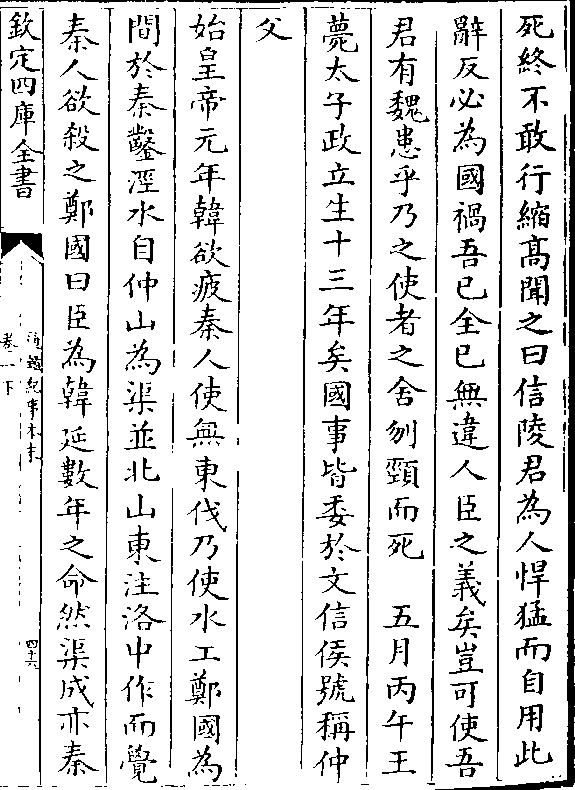 死終不敢行縮髙聞之曰信陵君為人悍猛而自用此
辭反必為國禍吾已全已無違人臣之義矣豈可使吾
君有魏患乎乃之使者之舍刎頸而死　五月丙午王
薨太子政立生十三年矣國事皆委於文信侯號稱仲
父
始皇帝元年韓欲疲秦人使無東伐乃使水工鄭國為
間於秦鑿涇水自仲山為渠並北山東注洛中作而覺
秦人欲殺之鄭國曰臣為韓延數年之命然渠成亦秦
欽定四庫全書
通鑑紀事本末
卷一下
四十六